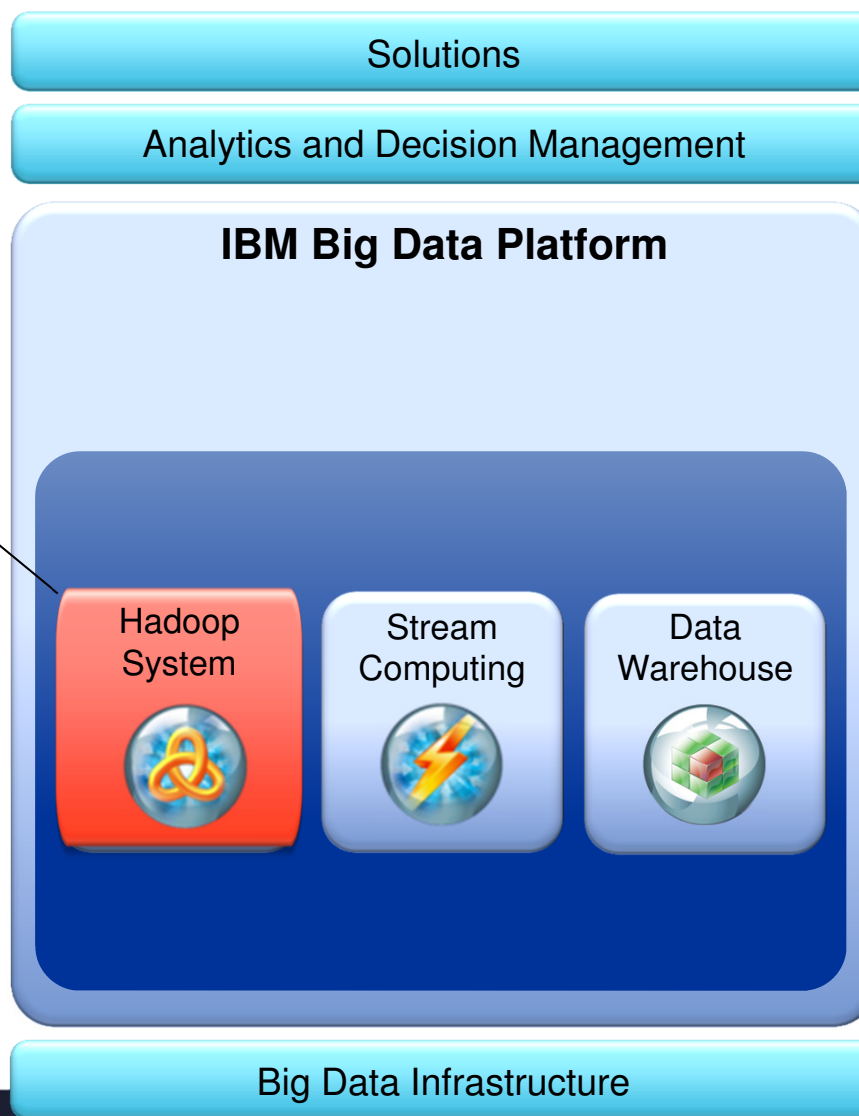 Solutions
Analytics and Decision Management
IBM Big Data Platform
Hadoop
System
Stream
Computing
Data
Warehouse
Big Data Infrastructure